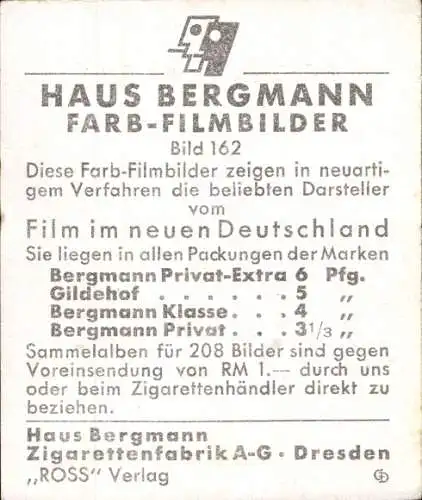 HAUS BERGMANN
FARB-FILMBILDER
Bild 162
Diese Farb-Filmbilder zeigen in neuarti-
gem Verfahren die beliebten Darsteller
vom
Film im neuen Deutschland
Sie liegen in allen Packungen der Marken
Bergmann Privat-Extra 6 Pfg.
Gildehof . . . . . . 5 „
Bergmann Klasse . . . 4 „
Bergmann Privat . . . 3 1/3 „
Sammelalben für 208 Bilder sind gegen
Voreinsendung von RM 1.— durch uns
oder beim Zigarettenhändler direkt zu
beziehen.
Haus Bergmann
Zigarettenfabrik A-G · Dresden
„ROSS" Verlag